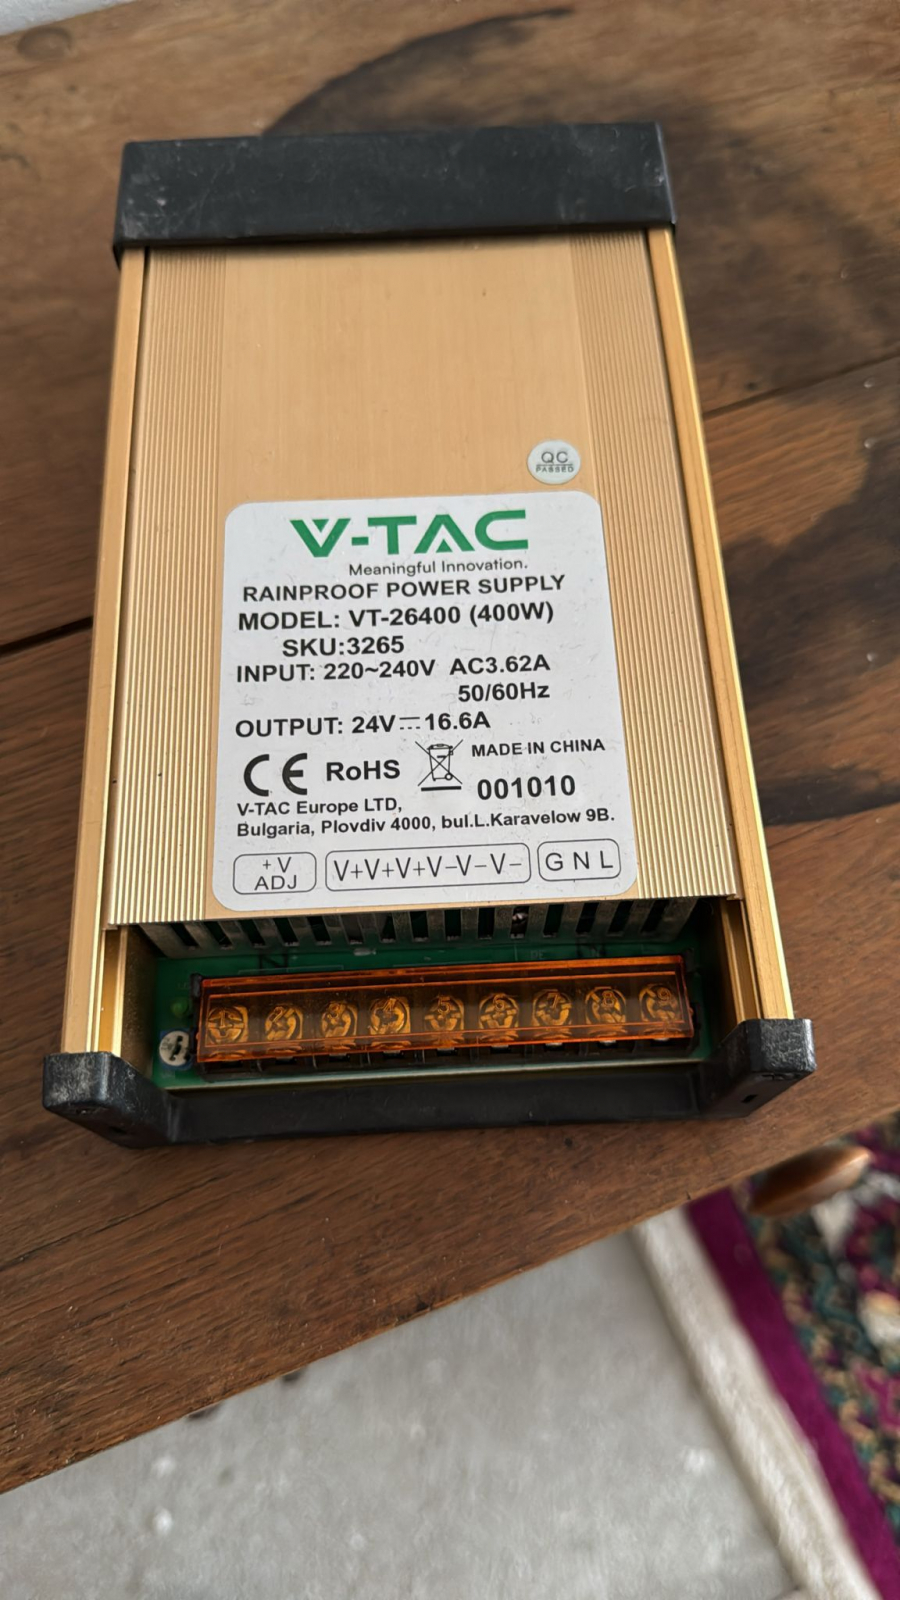 QC
PASSED
V-TAC
Meaningful Innovation.
RAINPROOF POWER SUPPLY
MODEL: VT-26400 (400W)
SKU:3265
INPUT: 220~240V AC3.62A
50/60Hz
OUTPUT: 24V⎓16.6A
CE RoHS
MADE IN CHINA
001010
V-TAC Europe LTD,
Bulgaria, Plovdiv 4000, bul.L.Karavelow 9B.
+V
ADJ
V+V+V+V-V-V-
G N L